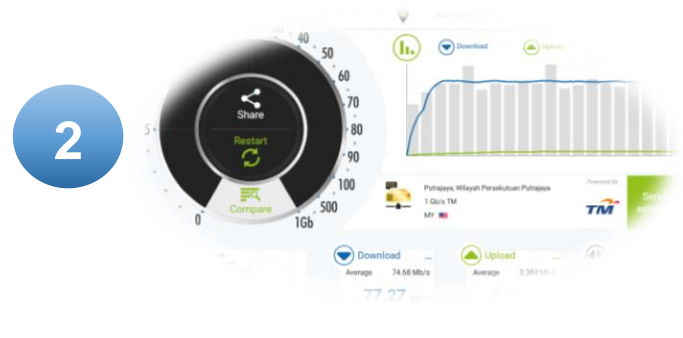 2
40
50
60
70
80
90
100
500
1Gb
0
5
Share
Restart
Compare
Download
Upload
Putrajaya, Wilayah Persekutuan Putrajaya
1 Gb/s TM
MY
Powered by
TM
Download ...
Average 74.68 Mb/s
77.27
Upload ...
Average